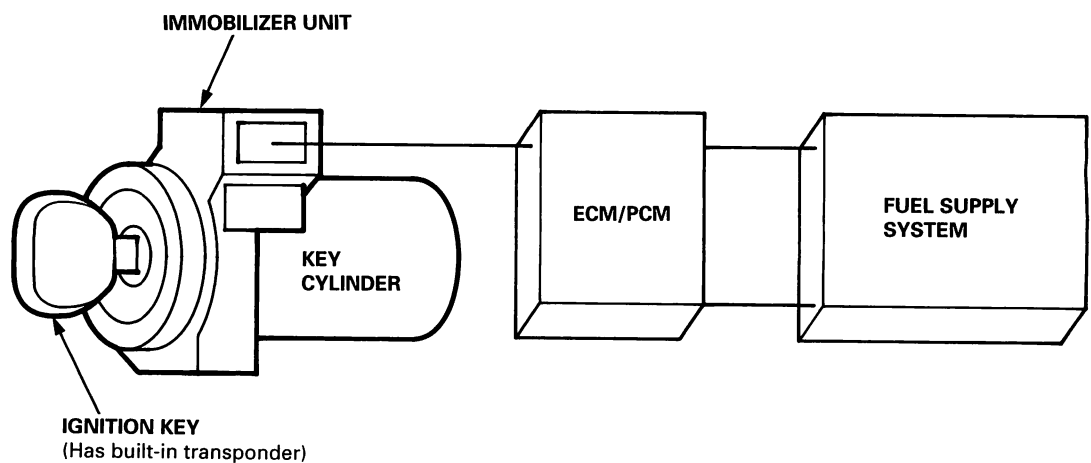 IMMOBILIZER UNIT
KEY
CYLINDER
ECM/PCM
FUEL SUPPLY
SYSTEM
IGNITION KEY
(Has built-in transponder)